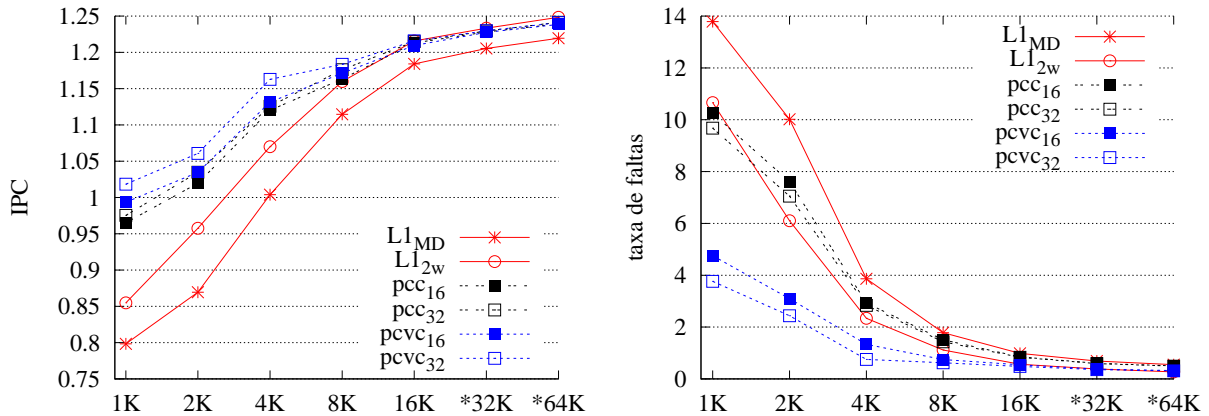 1.25
1.2
1.15
1.1
1.05
1
0.95
0.9
0.85
0.8
0.75
IPC
L1MD
L12w
pcc16
pcc32
pcvc16
pcvc32
1K 2K 4K 8K 16K *32K *64K
14
12
10
8
6
4
2
0
taxa de faltas
L1MD
L12w
pcc16
pcc32
pcvc16
pcvc32
1K 2K 4K 8K 16K *32K *64K